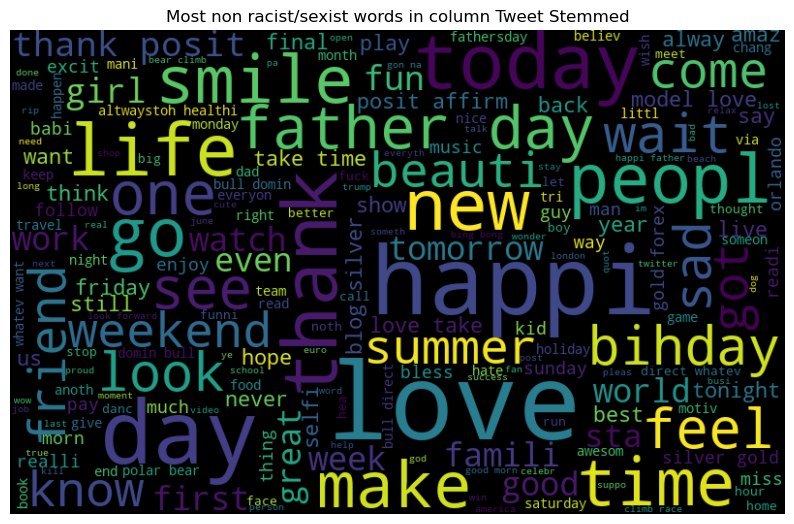 Most non racist/sexist words in column Tweet Stemmed
thank posit
final
month
open
play
fathersday
believ
alway
amaz
chang
done
bear climb
pa
gon na
meet
wish
excit
mani
girl
smile
fun
today
come
made
happen
altwaystoh healthi
posit affirm
back
model love
say
rip
babi
monday
father day
nice
talk
littl
relax
lost
need
want
life
big
shop
dad
take time
music
wait
via
bad
keep
think
everyon
bull domin
everyth
beauti
stay
happi father
beach
orlando
long
follow
one
right
cute
better
trump
fuck
let
tri
peopl
travel
work
go
june
real
watch
even
thank
show
new
guy
boy
man
im
year
thought
someon
live
night
enjoy
team
read
someth
bing bong
tomorrow
wonder
way
gold forex
sad
got
readi
whatev want
next
friend
friday
still
see
funni
noth
call
blog silver
happi
london
quot
twitter
dog
look forward
weekend
us
stop
domin bull
hope
love take
kid
summer
holiday
game
bihday
proud
anoth
look
ye
school
food
euro
never
bless
hate
success
sunday
pleas
direct whatev
wow
job
pay
moment
video
selfi
word
hea
bull direct
post
fan
love
run
world
busi
tonight
last
give
danc
much
great
help
best
motiv
feel
morn
day
thing
week
god
famili
celebr
sta
awesom
true
realli
kill
end
polar bear
good morn
good
suppo
silver gold
miss
book
know
first
face
person
make
win
america
saturday
time
climb race
hour
home